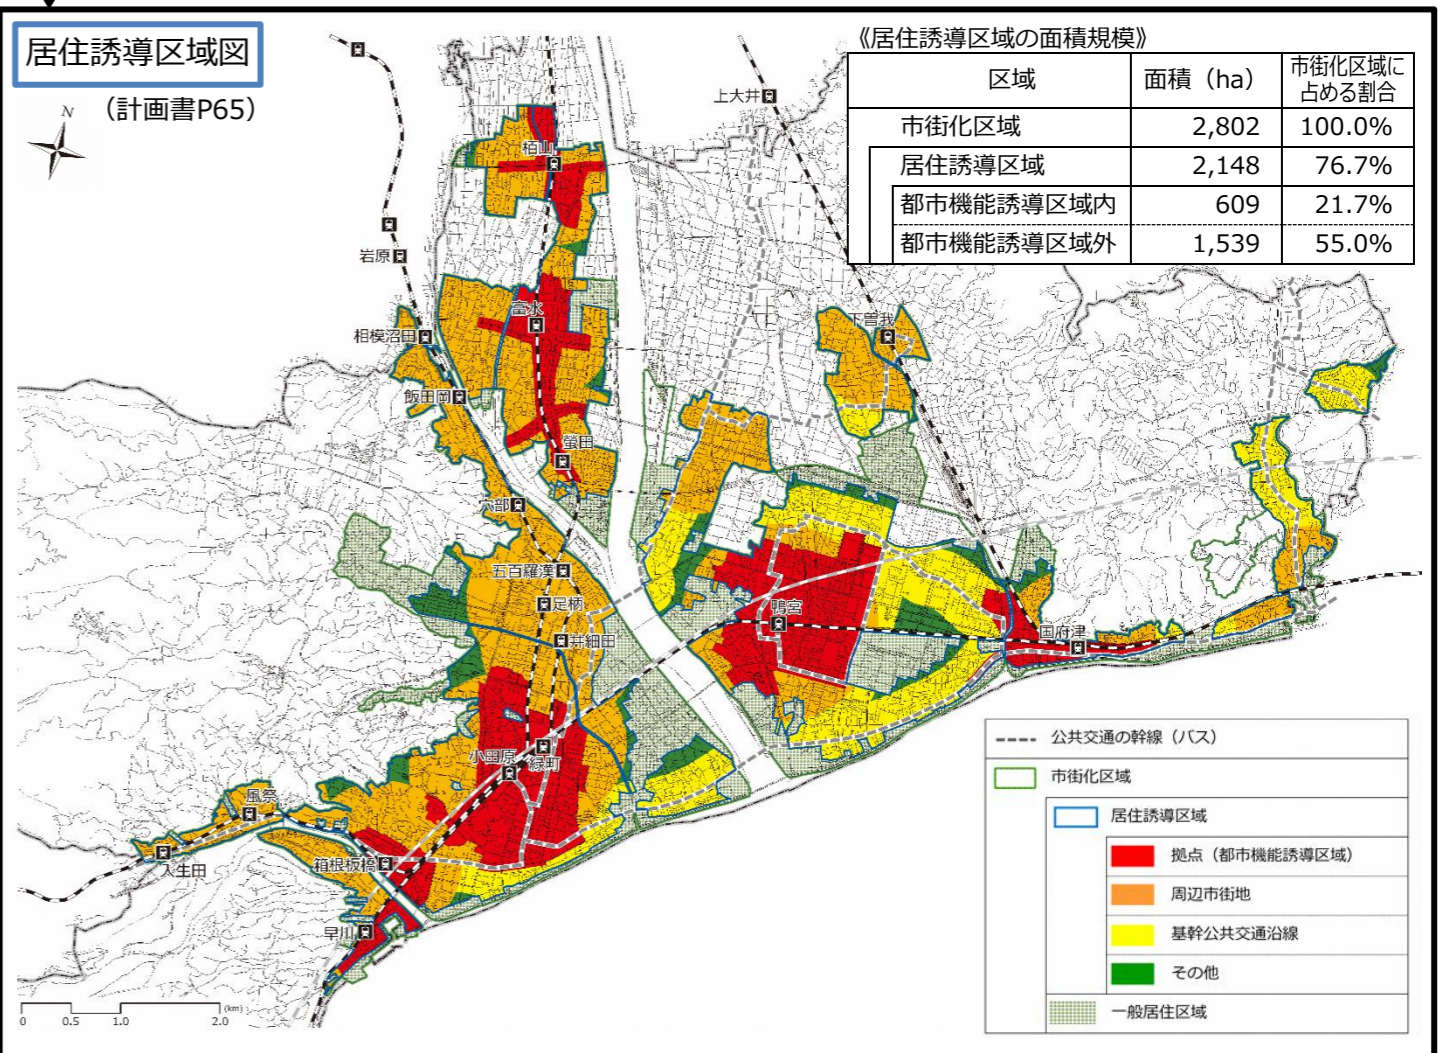 居住誘導区域図
（計画書P65）
N
《居住誘導区域の面積規模》
区域 面積（ha） 市街化区域に占める割合
市街化区域 2,802 100.0%
居住誘導区域 2,148 76.7%
都市機能誘導区域内 609 21.7%
都市機能誘導区域外 1,539 55.0%
上大井
栢山
岩原
富水
相模沼田
下曽我
飯田岡
螢田
穴部
五百羅漢
足柄
鴨宮
井細田
国府津
小田原
緑町
風祭
入生田
箱根板橋
早川
公共交通の幹線（バス）
市街化区域
居住誘導区域
拠点（都市機能誘導区域）
周辺市街地
基幹公共交通沿線
その他
一般居住区域
(km)
0 0.5 1.0 2.0